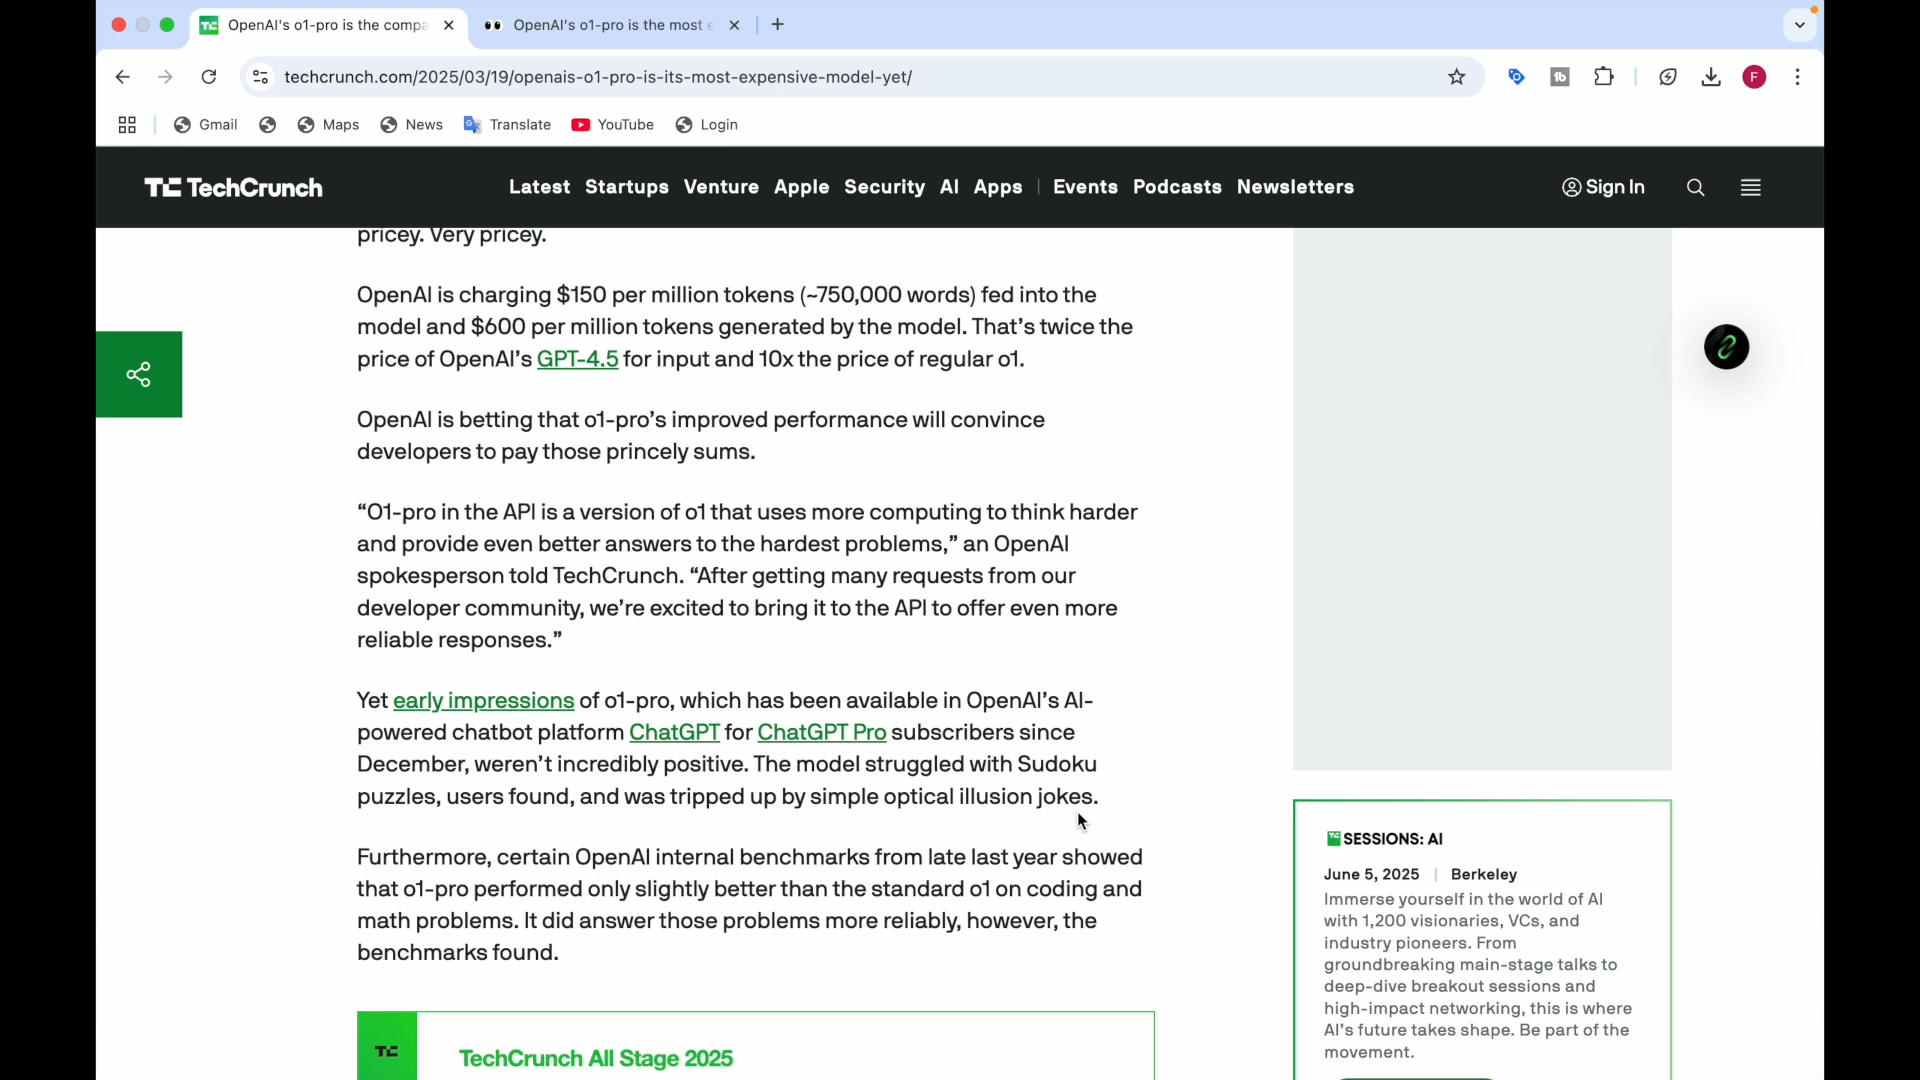 OpenAI's o1-pro is the compa
OpenAI's o1-pro is the most e
techcrunch.com/2025/03/19/openais-o1-pro-is-its-most-expensive-model-yet/
1b
F
Gmail
Maps
News
Translate
YouTube
Login
TechCrunch
Latest Startups Venture Apple Security AI Apps | Events Podcasts Newsletters
Sign In
pricey. Very pricey.
OpenAI is charging $150 per million tokens (~750,000 words) fed into the
model and $600 per million tokens generated by the model. That's twice the
price of OpenAI's GPT-4.5 for input and 10x the price of regular o1.
OpenAI is betting that o1-pro's improved performance will convince
developers to pay those princely sums.
“O1-pro in the API is a version of o1 that uses more computing to think harder
and provide even better answers to the hardest problems,” an OpenAI
spokesperson told TechCrunch. “After getting many requests from our
developer community, we're excited to bring it to the API to offer even more
reliable responses.”
Yet early impressions of o1-pro, which has been available in OpenAI's AI-
powered chatbot platform ChatGPT for ChatGPT Pro subscribers since
December, weren't incredibly positive. The model struggled with Sudoku
puzzles, users found, and was tripped up by simple optical illusion jokes.
Furthermore, certain OpenAI internal benchmarks from late last year showed
that o1-pro performed only slightly better than the standard o1 on coding and
math problems. It did answer those problems more reliably, however, the
benchmarks found.
TechCrunch All Stage 2025
SESSIONS: AI
June 5, 2025 | Berkeley
Immerse yourself in the world of AI
with 1,200 visionaries, VCs, and
industry pioneers. From
groundbreaking main-stage talks to
deep-dive breakout sessions and
high-impact networking, this is where
AI's future takes shape. Be part of the
movement.